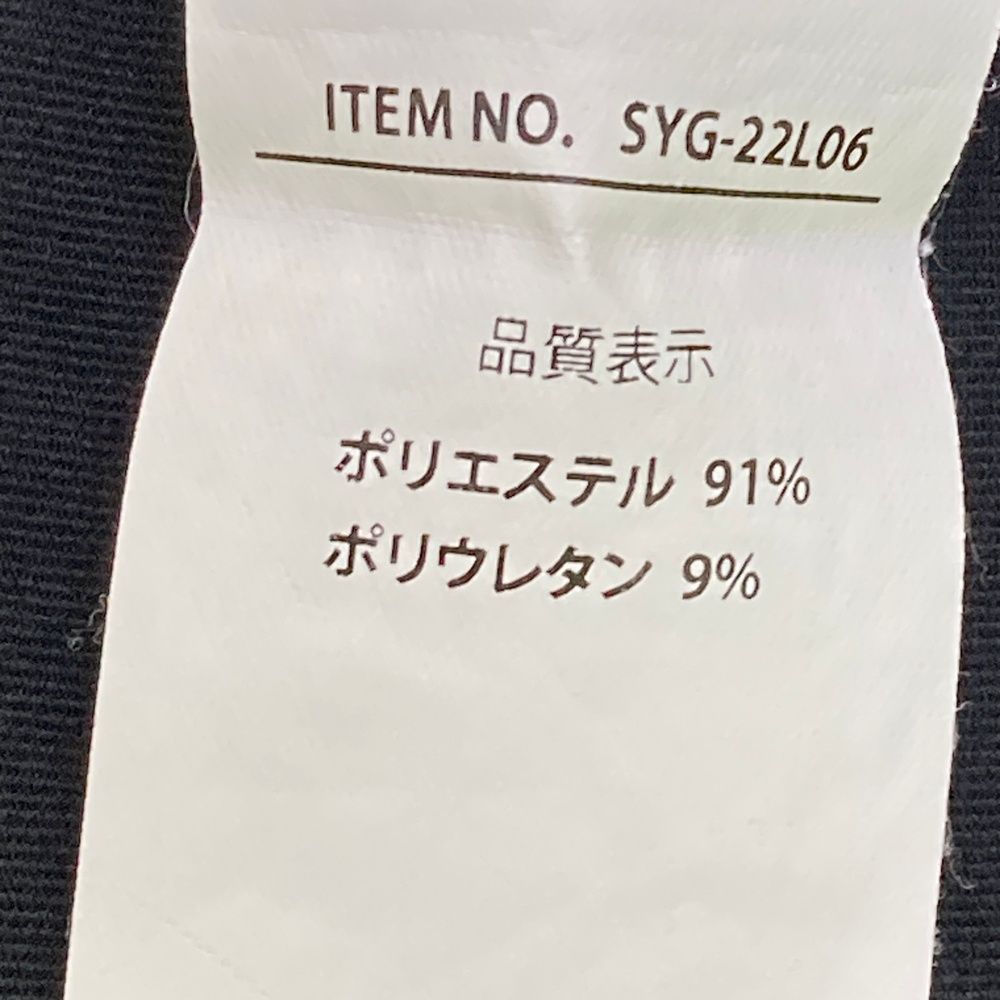 ITEM NO. SYG-22L06
品質表示
ポリエステル 91%
ポリウレタン 9%